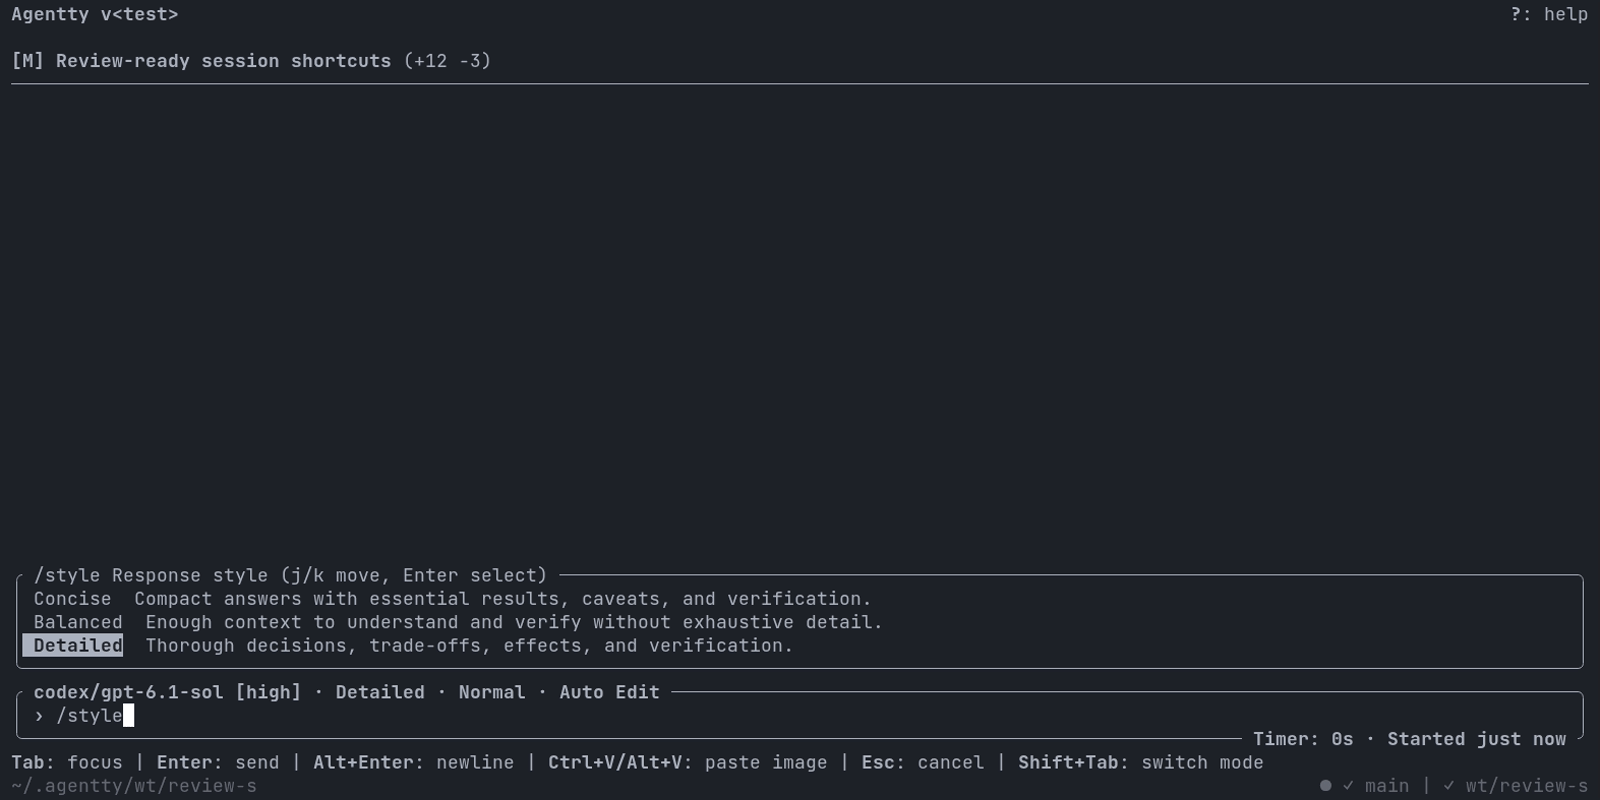 Agentty v<test> ?: help
[M] Review-ready session shortcuts (+12 -3)
/style Response style (j/k move, Enter select)
Concise  Compact answers with essential results, caveats, and verification.
Balanced  Enough context to understand and verify without exhaustive detail.
Detailed  Thorough decisions, trade-offs, effects, and verification.
codex/gpt-6.1-sol [high] · Detailed · Normal · Auto Edit
› /style
Timer: 0s · Started just now
Tab: focus | Enter: send | Alt+Enter: newline | Ctrl+V/Alt+V: paste image | Esc: cancel | Shift+Tab: switch mode
~/.agentty/wt/review-s ● ✓ main | ✓ wt/review-s